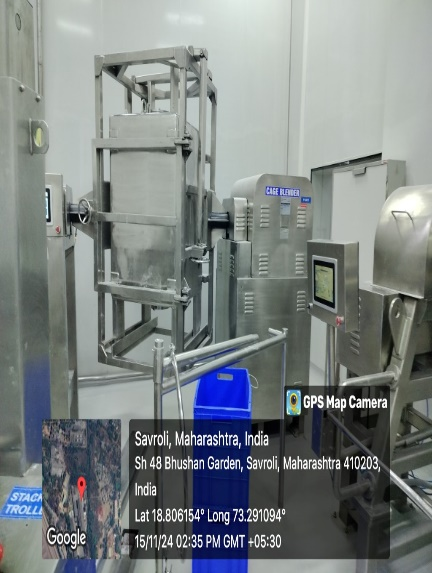 CAGE BLENDER
GPS Map Camera
Savroli, Maharashtra, India
Sh 48 Bhushan Garden, Savroli, Maharashtra 410203,
India
Lat 18.806154° Long 73.291094°
15/11/24 02:35 PM GMT +05:30
Google
STACK
TROLL